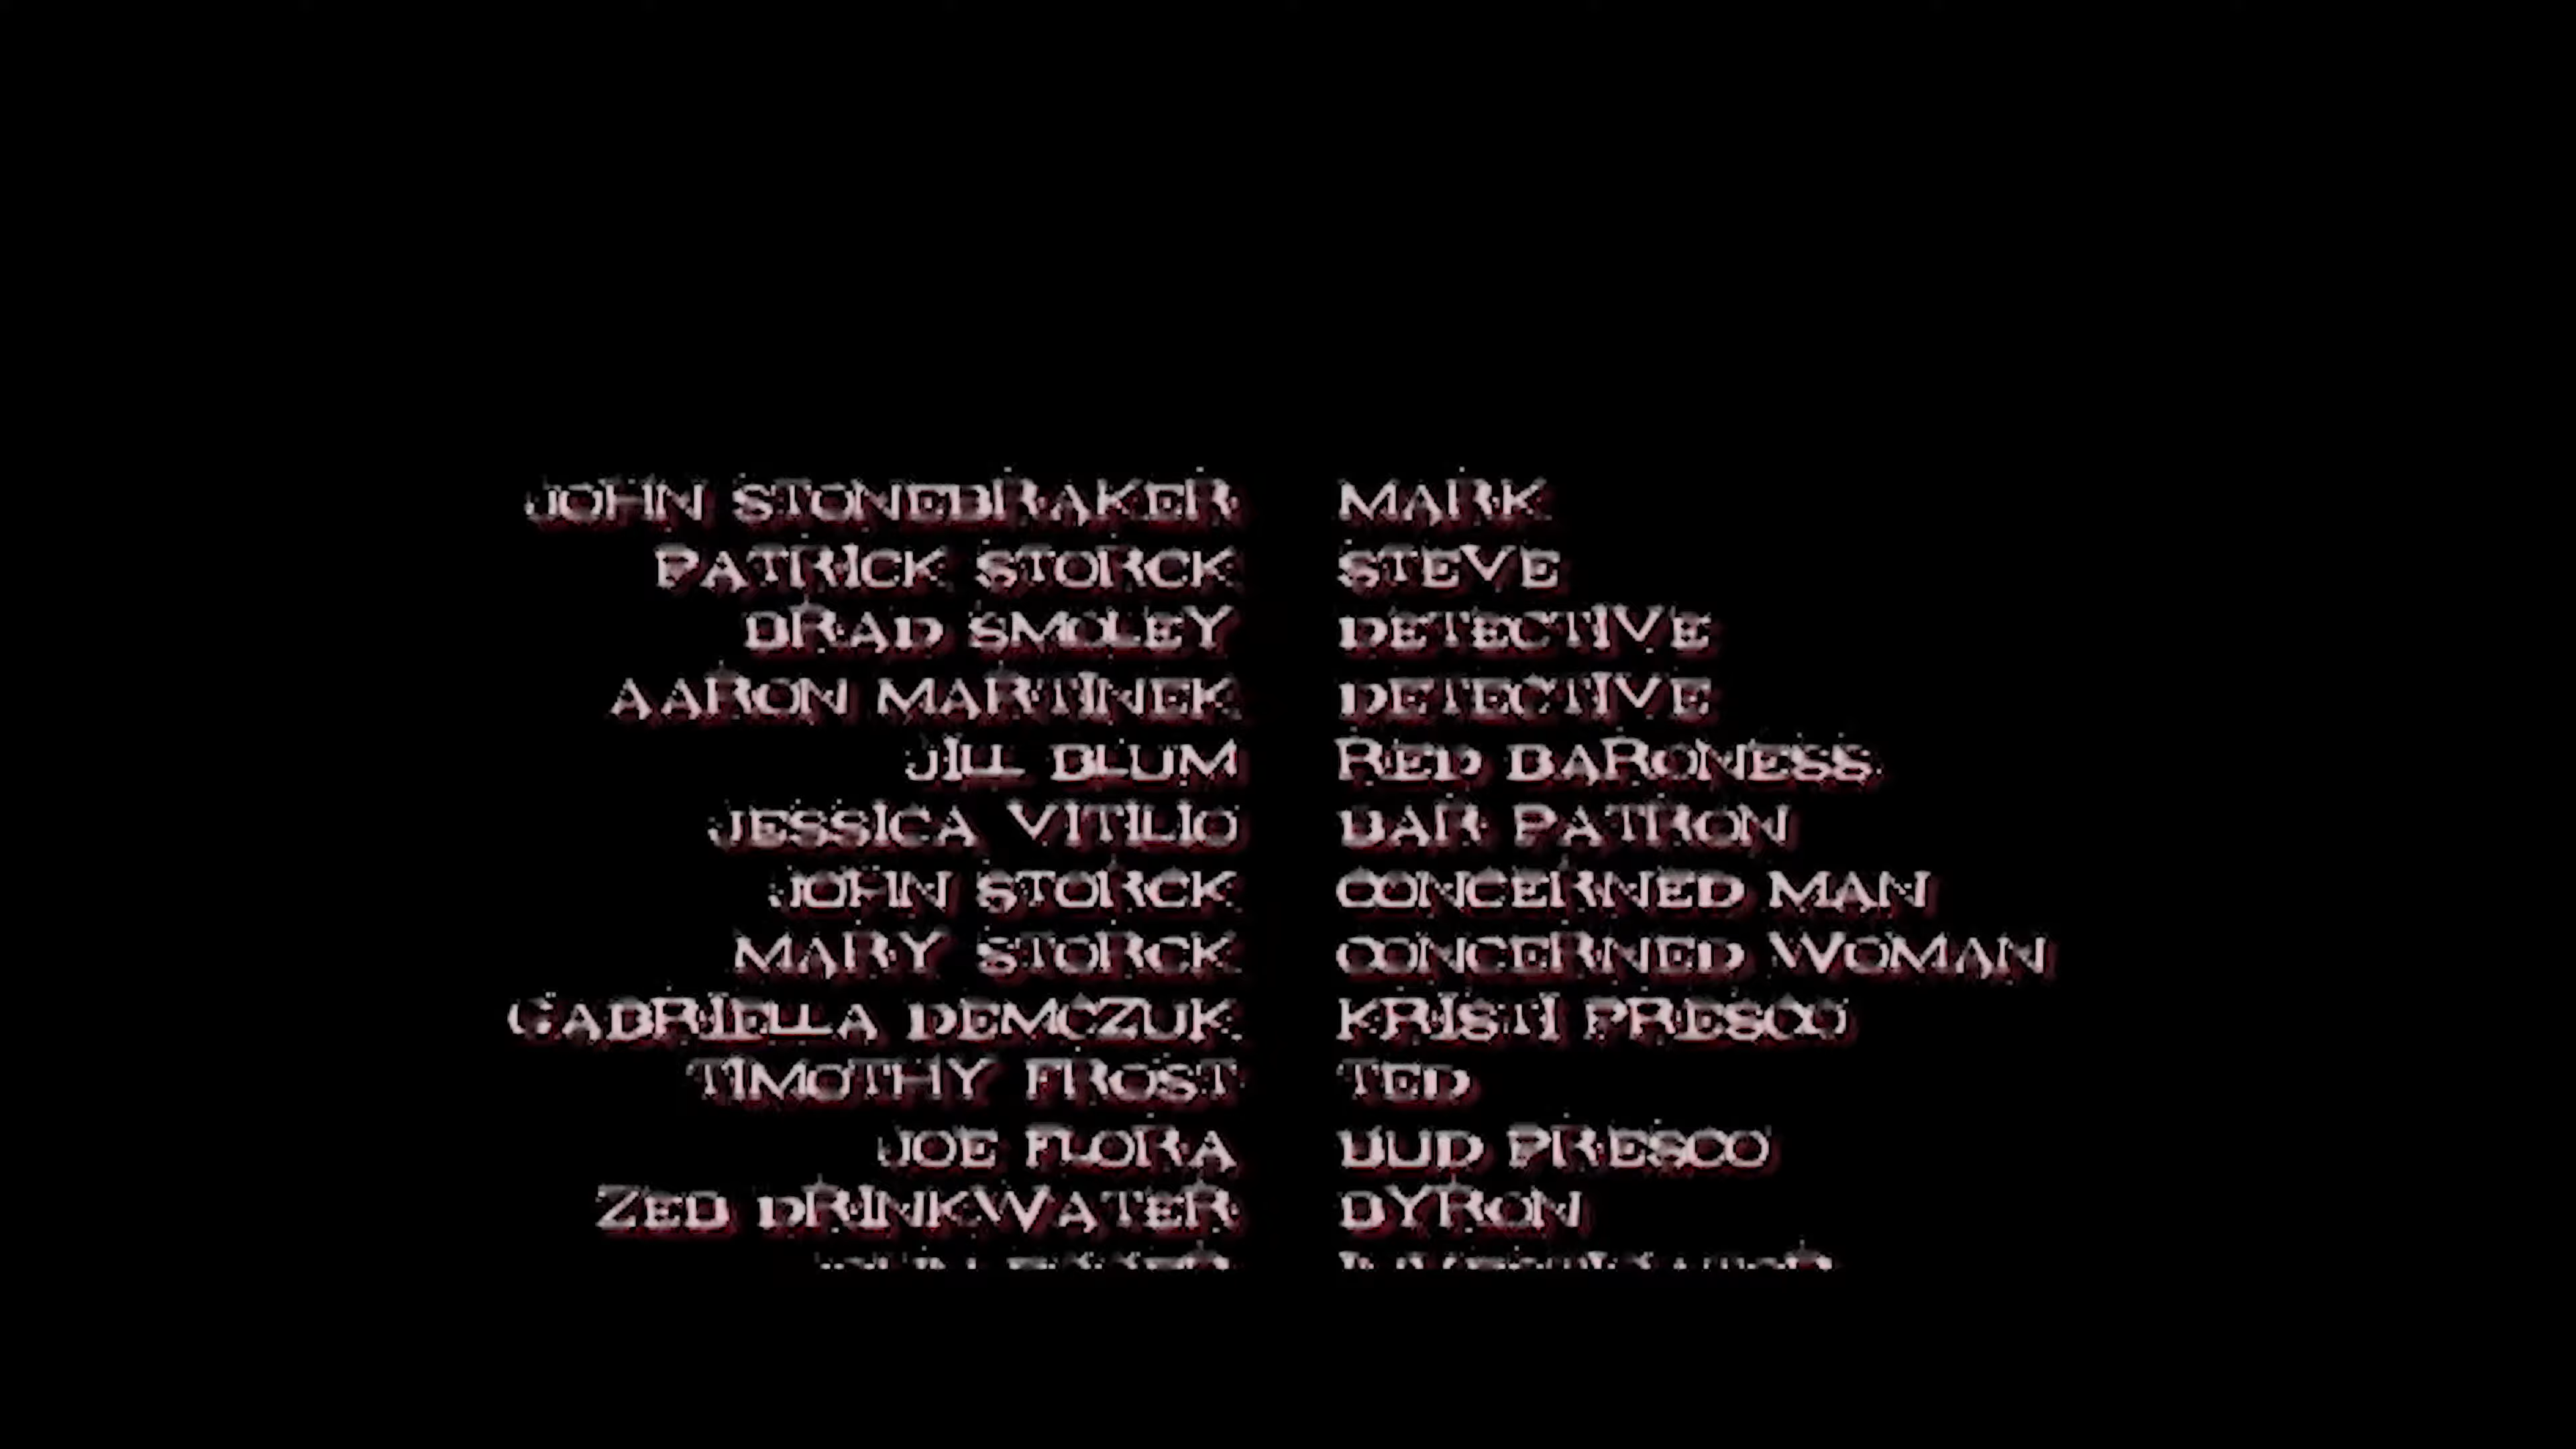 JOHN STONEBRAKER MARK
PATRICK STORCK STEVE
BRAD SMOLEY DETECTIVE
AARON MARTINEK DETECTIVE
JILL BLUM RED BARONESS
JESSICA VITILIO BAR PATRON
JOHN STORCK CONCERNED MAN
MARY STORCK CONCERNED WOMAN
GABRIELLA DEMCZUK KRISTI PRESCO
TIMOTHY FROST TED
JOE FLORA BUD PRESCO
ZEB DRINKWATER BYRON